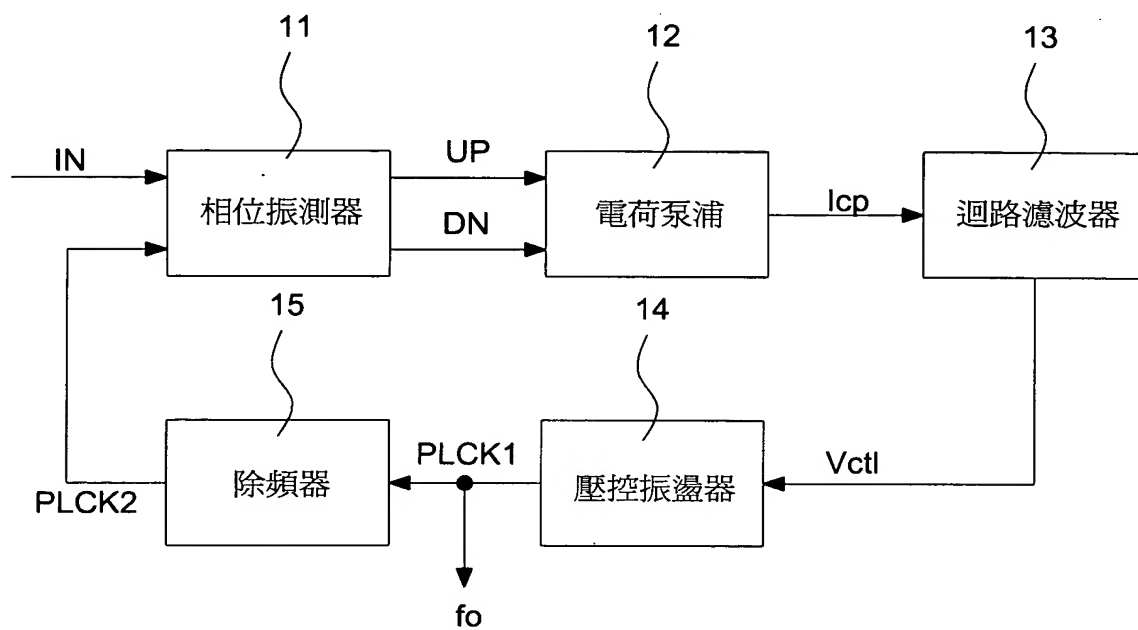 11
12
13
IN
UP
DN
Icp
相位振測器
電荷泵浦
迴路濾波器
15
14
PLCK1
Vctl
除頻器
壓控振盪器
PLCK2
fo